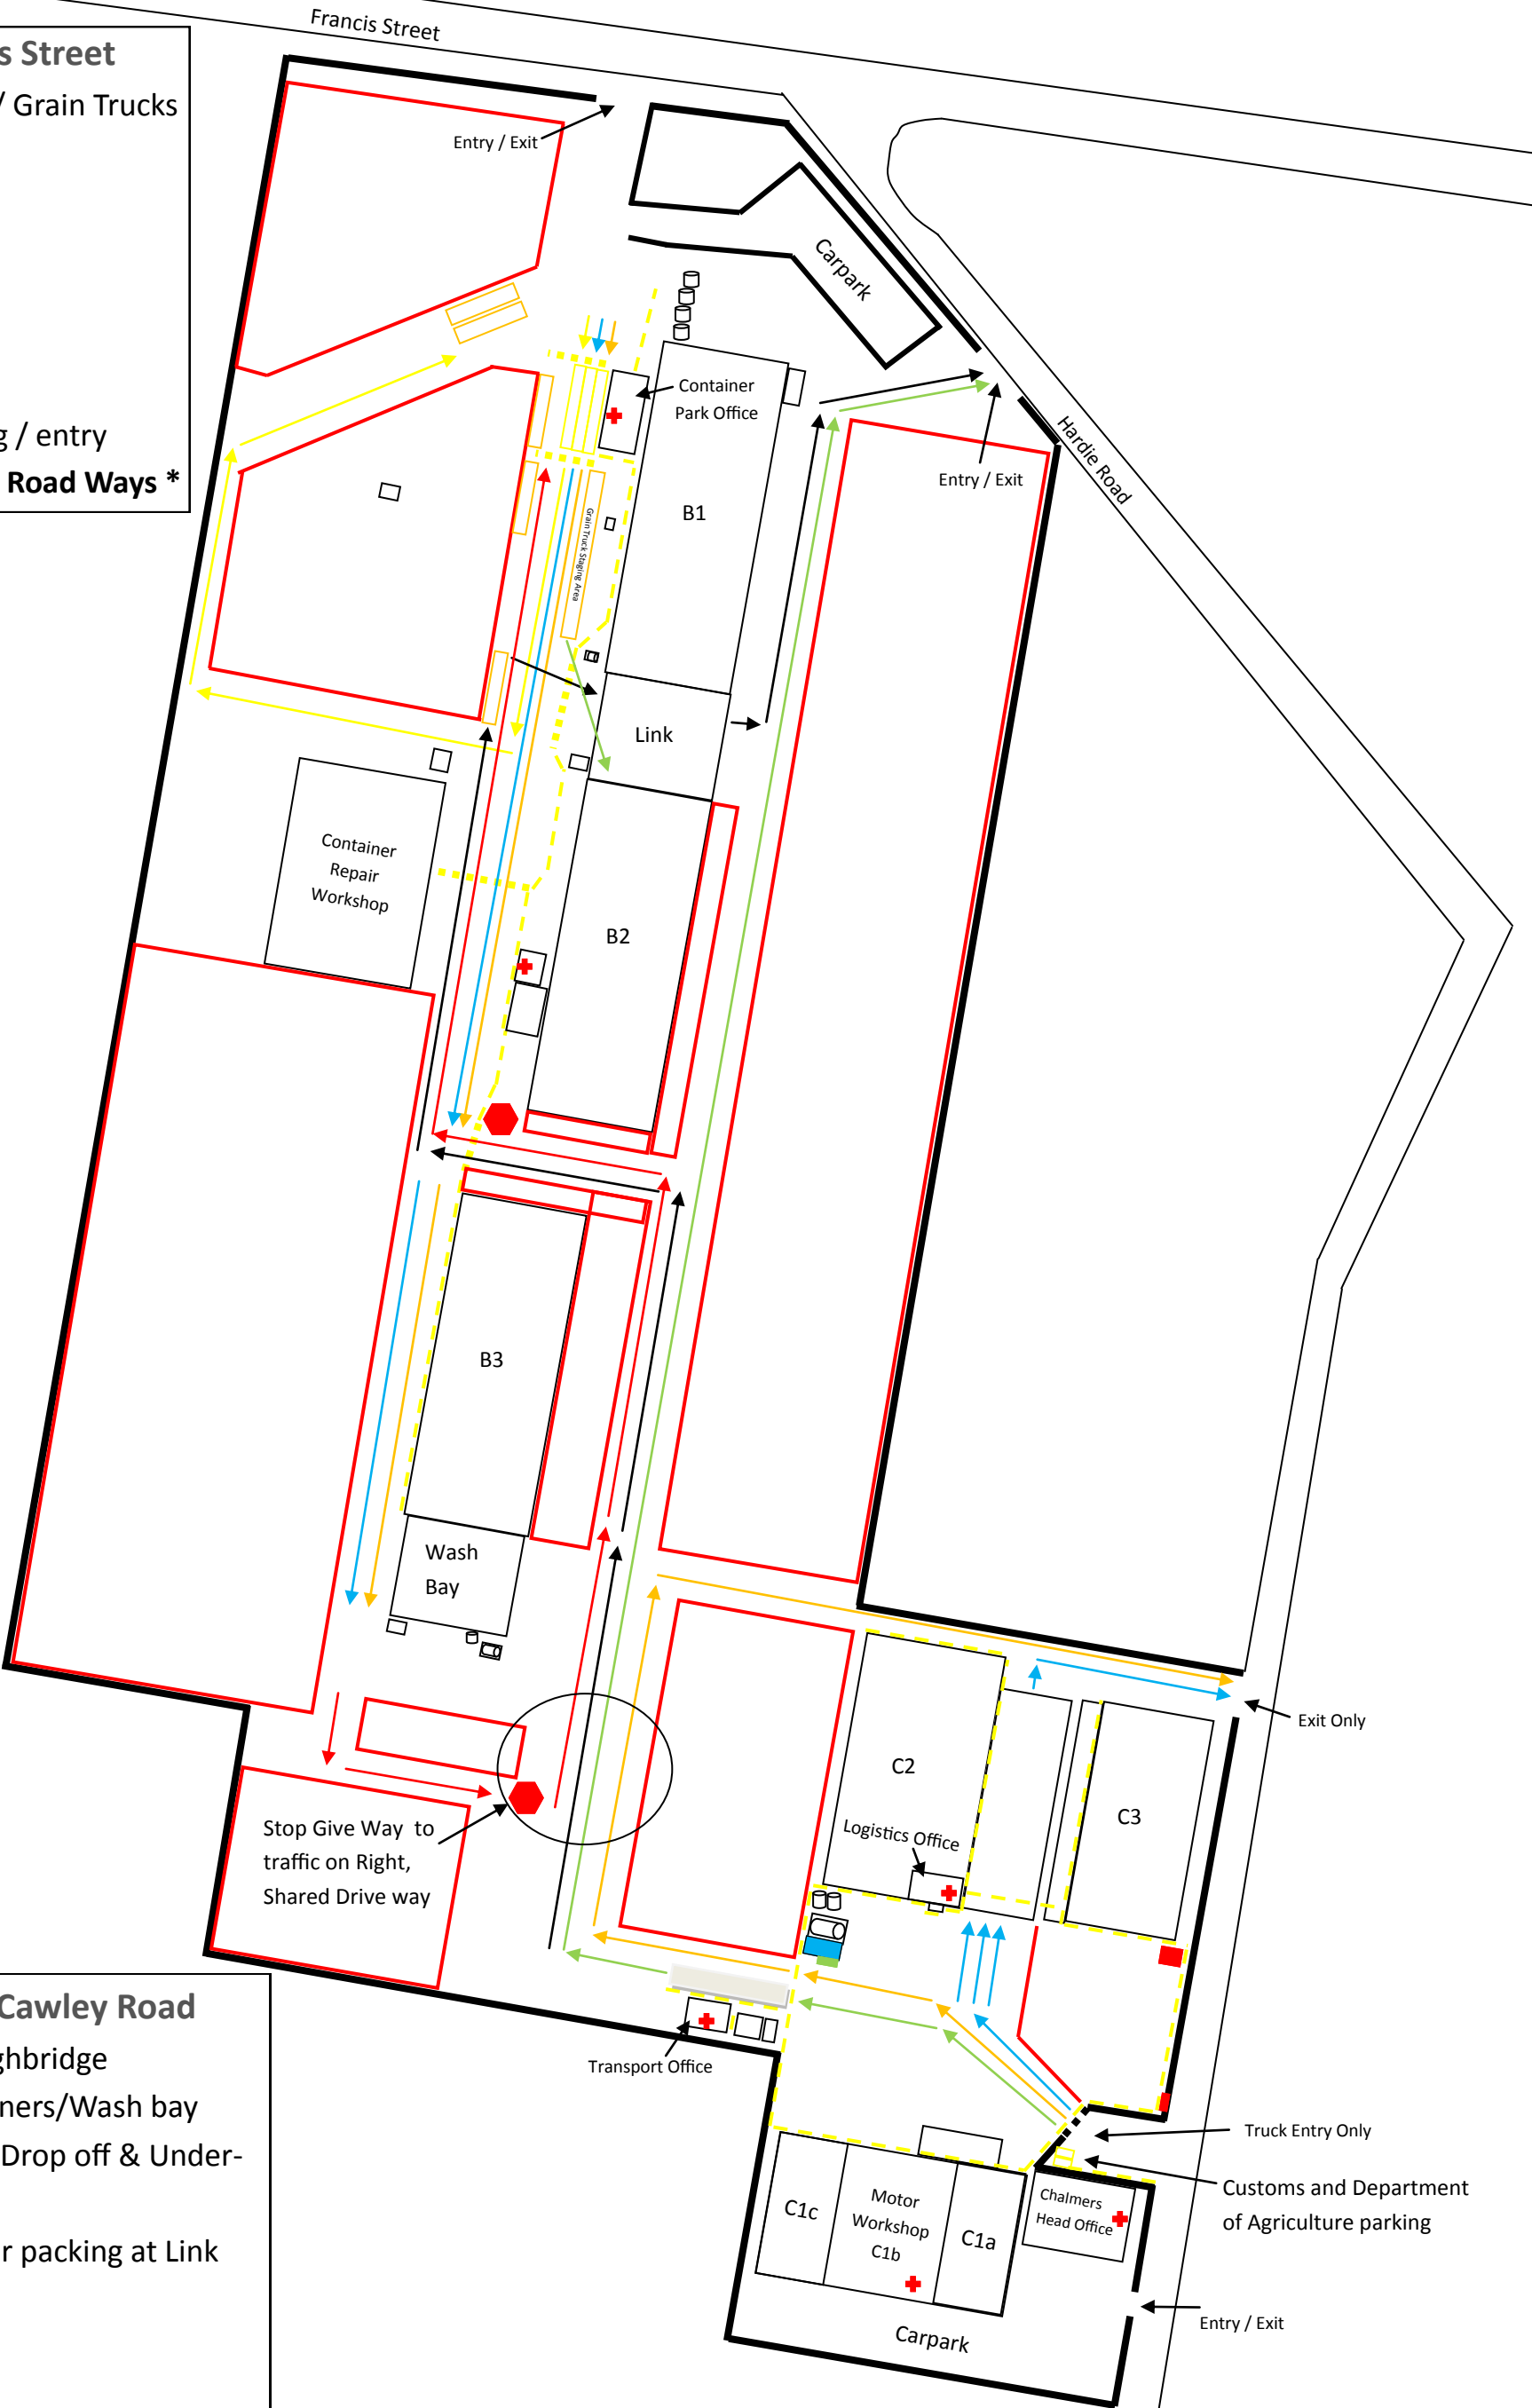 Francis Street
s Street
/ Grain Trucks
g / entry
Road Ways *
Entry / Exit
Carpark
Container
Park Office
Entry / Exit
Hardie Road
B1
Grain Truck Staging Area
Link
Container
Repair
Workshop
B2
B3
Wash
Bay
Exit Only
C2
C3
Logistics Office
Stop Give Way to
traffic on Right,
Shared Drive way
Cawley Road
ghbridge
ners/Wash bay
Drop off & Under-
r packing at Link
Transport Office
Truck Entry Only
Customs and Department
of Agriculture parking
Chalmers
Head Office
C1c
Motor
Workshop
C1b
C1a
Entry / Exit
Carpark